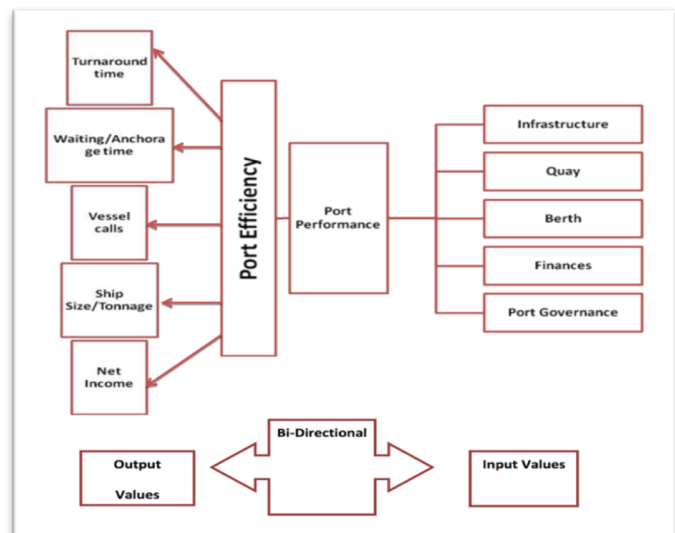 Turnaround
time
Waiting/Anchora
ge time
Vessel
calls
Ship
Size/Tonnage
Net
Income
Port Efficiency
Port
Performance
Infrastructure
Quay
Berth
Finances
Port Governance
Output
Values
Bi-Directional
Input Values